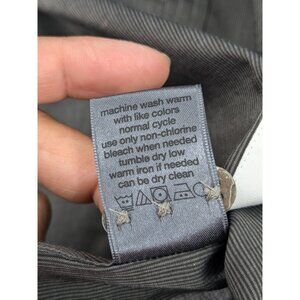 machine wash warm
with like colors
normal cycle
use only non-chlorine
bleach when needed
tumble dry low
warm iron if needed
can be dry clean